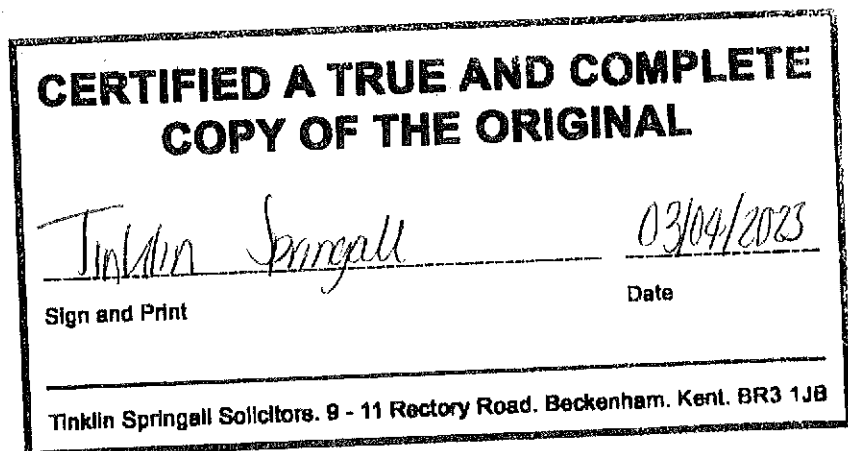 CERTIFIED A TRUE AND COMPLETE
COPY OF THE ORIGINAL
Tinklin Springall 03/04/2023
Sign and Print Date
Tinklin Springall Solicitors. 9 - 11 Rectory Road. Beckenham. Kent. BR3 1JB